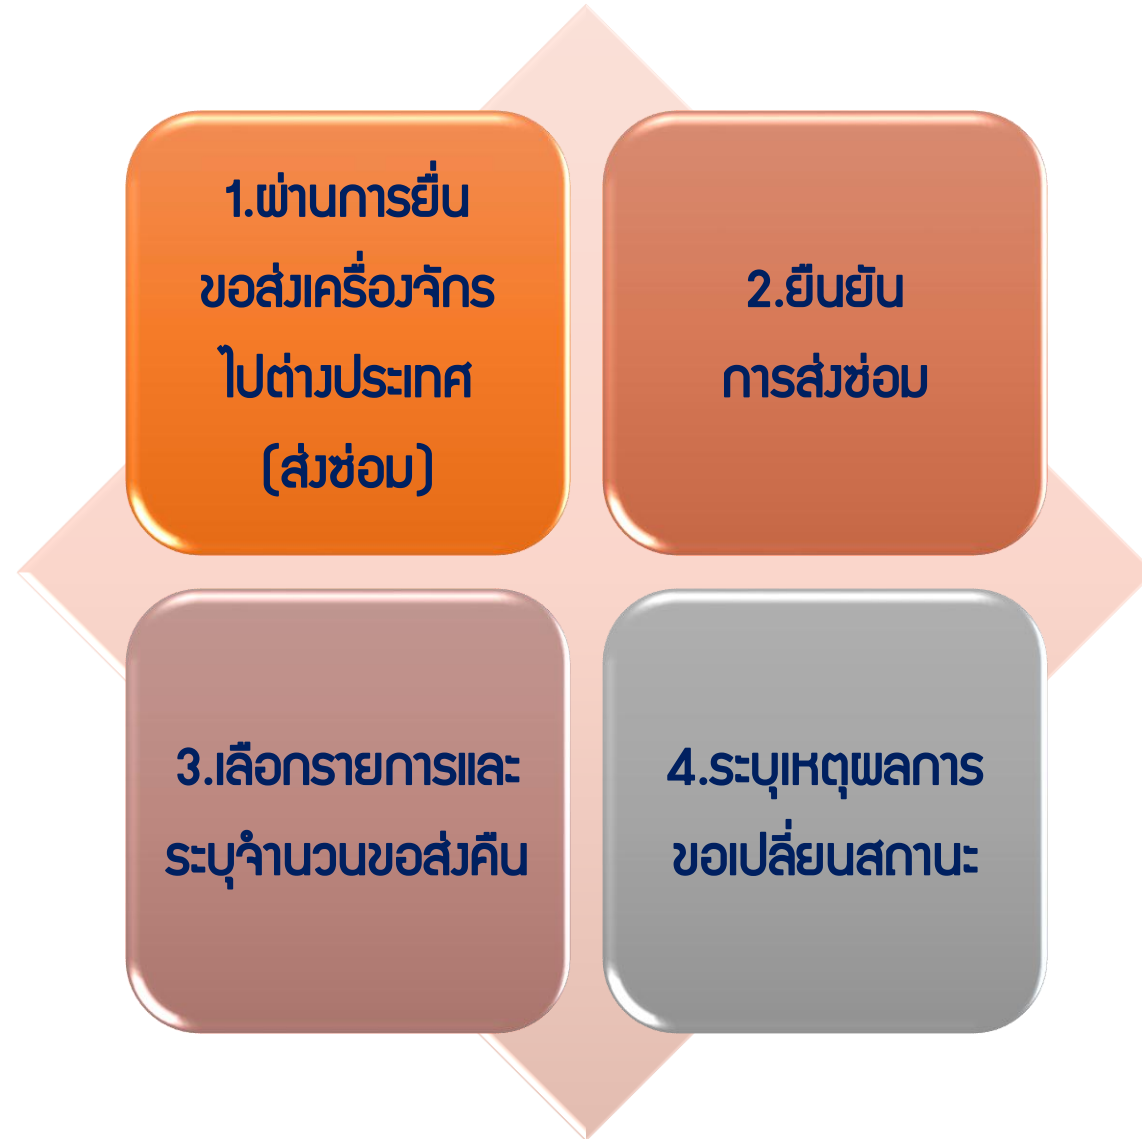 1.ผ่านการยื่น
ขอส่งเครื่องจักร
ไปต่างประเทศ
(ส่งซ่อม)
2.ยืนยัน
การส่งซ่อม
3.เลือกรายการและ
ระบุจำนวนขอส่งคืน
4.ระบุเหตุผลการ
ขอเปลี่ยนสถานะ